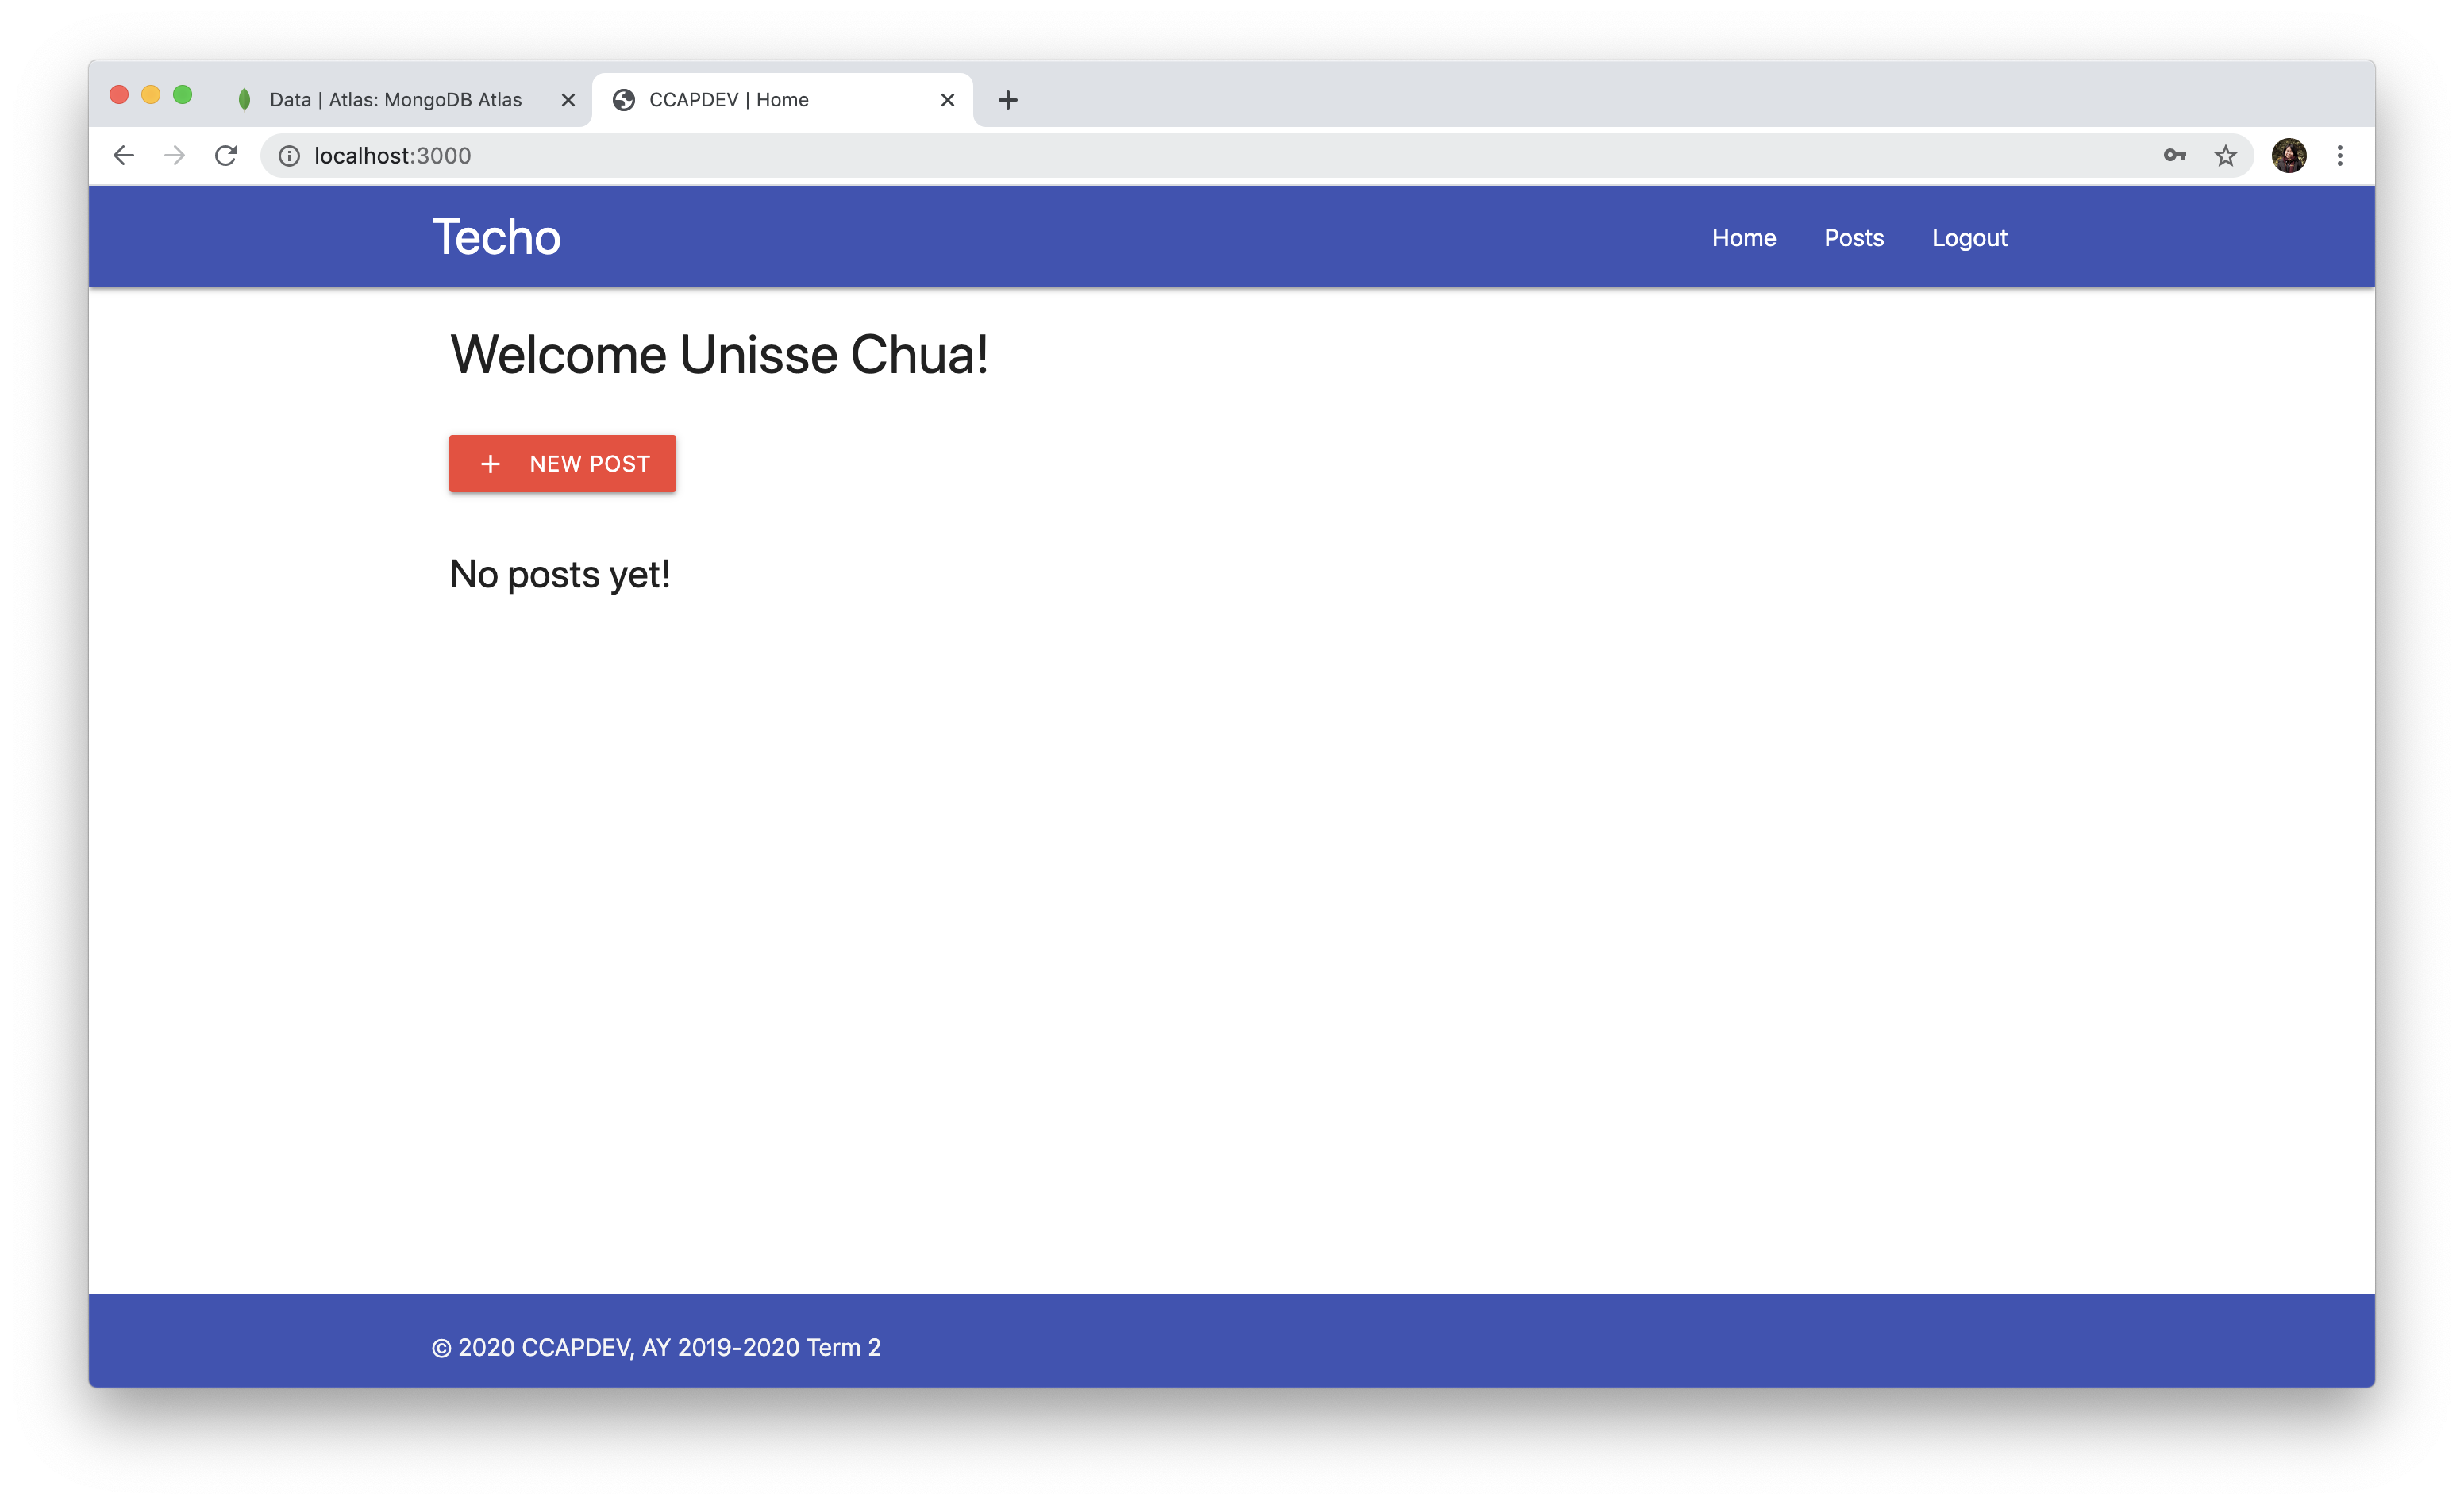 Data | Atlas: MongoDB Atlas
CCAPDEV | Home
localhost:3000
Techo
Home Posts Logout
Welcome Unisse Chua!
NEW POST
No posts yet!
© 2020 CCAPDEV, AY 2019-2020 Term 2